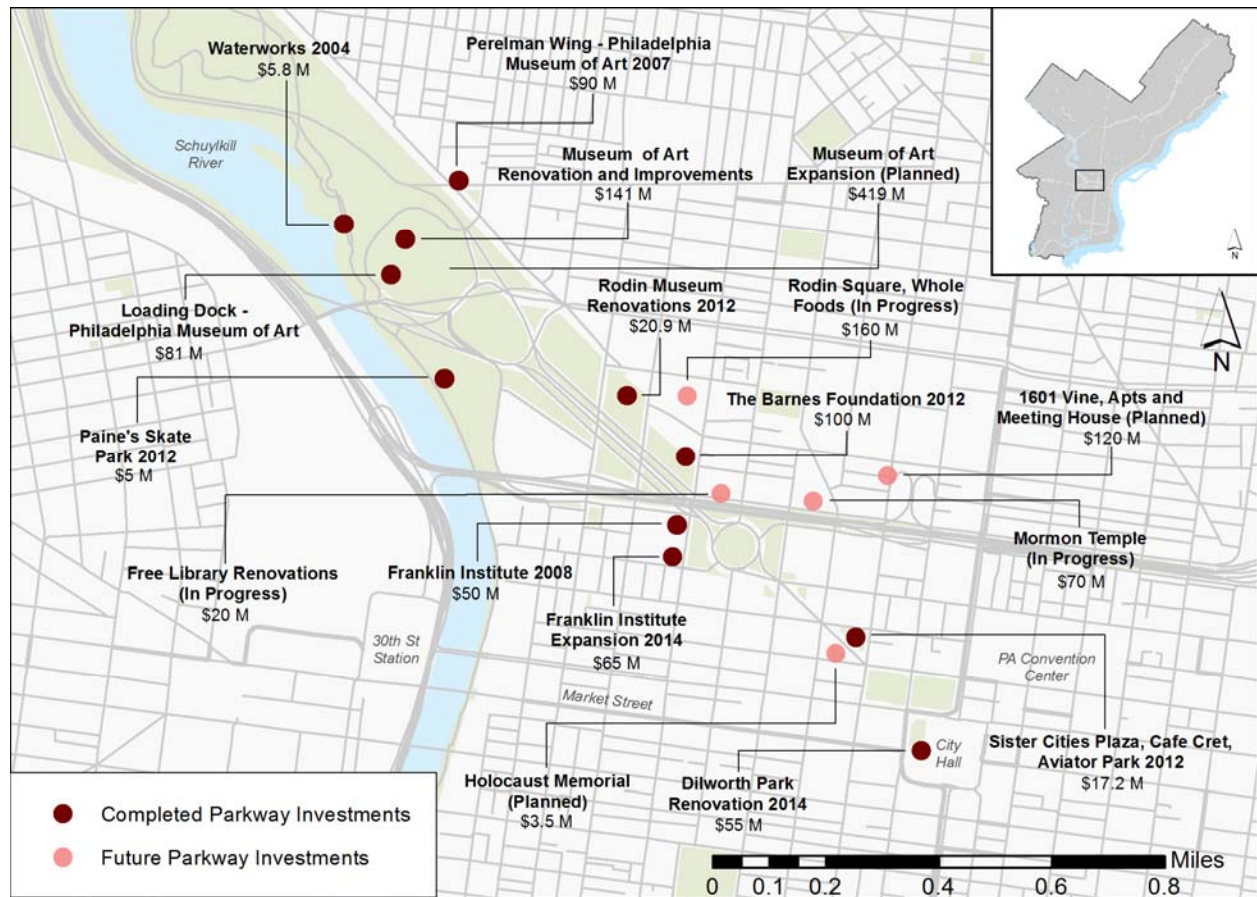 Waterworks 2004
$5.8 M
Perelman Wing - Philadelphia
Museum of Art 2007
$90 M
Schuylkill
River
Museum  of Art
Renovation and Improvements
$141 M
Museum of Art
Expansion (Planned)
$419 M
N
Loading Dock -
Philadelphia Museum of Art
$81 M
Rodin Museum
Renovations 2012
$20.9 M
Rodin Square, Whole
Foods (In Progress)
$160 M
N
Paine's Skate
Park 2012
$5 M
The Barnes Foundation 2012
$100 M
1601 Vine, Apts and
Meeting House (Planned)
$120 M
Free Library Renovations
(In Progress)
$20 M
Franklin Institute 2008
$50 M
Mormon Temple
(In Progress)
$70 M
Franklin Institute
Expansion 2014
$65 M
30th St
Station
Market Street
PA Convention
Center
City
Hall
Holocaust Memorial
(Planned)
$3.5 M
Dilworth Park
Renovation 2014
$55 M
Sister Cities Plaza, Cafe Cret,
Aviator Park 2012
$17.2 M
Completed Parkway Investments
Future Parkway Investments
Miles
0 0.1 0.2 0.4 0.6 0.8